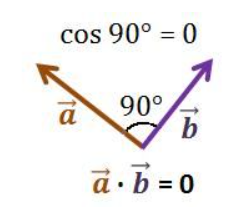 cos 90° = 0
90°
a⃗ b⃗
a⃗ · b⃗ = 0